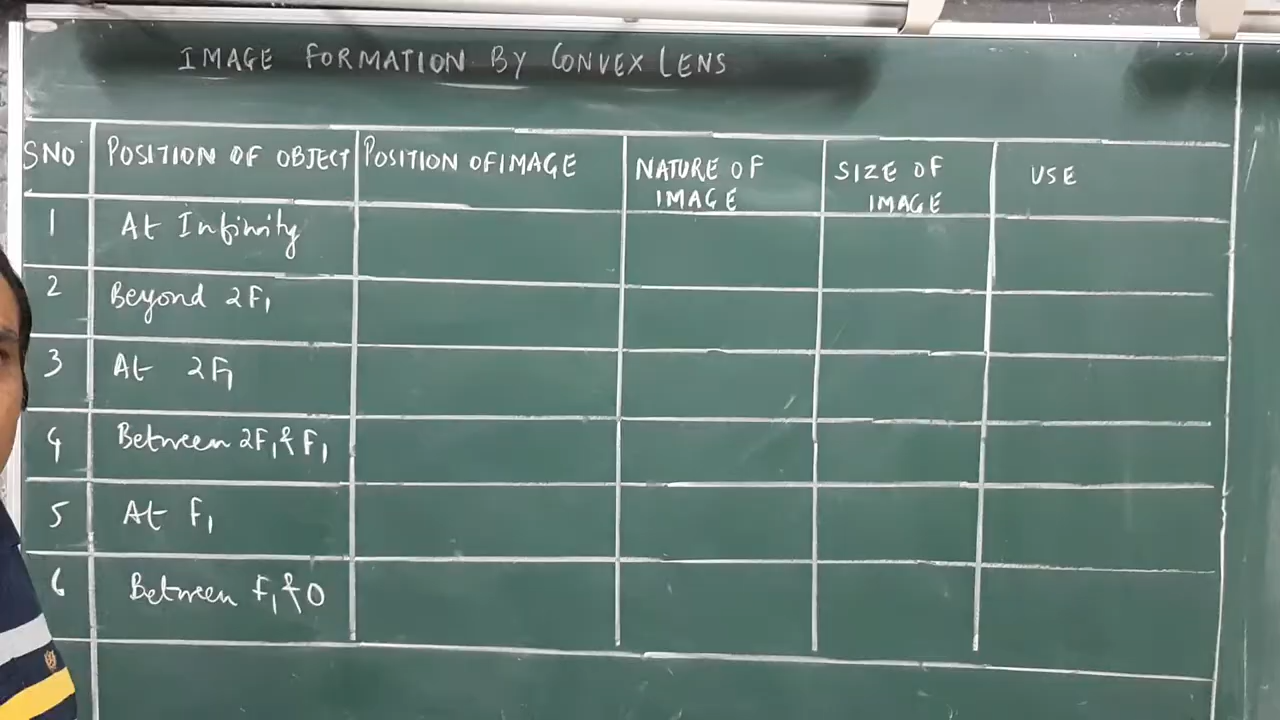 IMAGE FORMATION BY CONVEX LENS
SNO POSITION OF OBJECT POSITION OF IMAGE NATURE OF IMAGE SIZE OF IMAGE USE
1 At Infinity
2 Beyond 2F₁
3 At 2F₁
4 Between 2F₁ & F₁
5 At F₁
6 Between F₁ & O